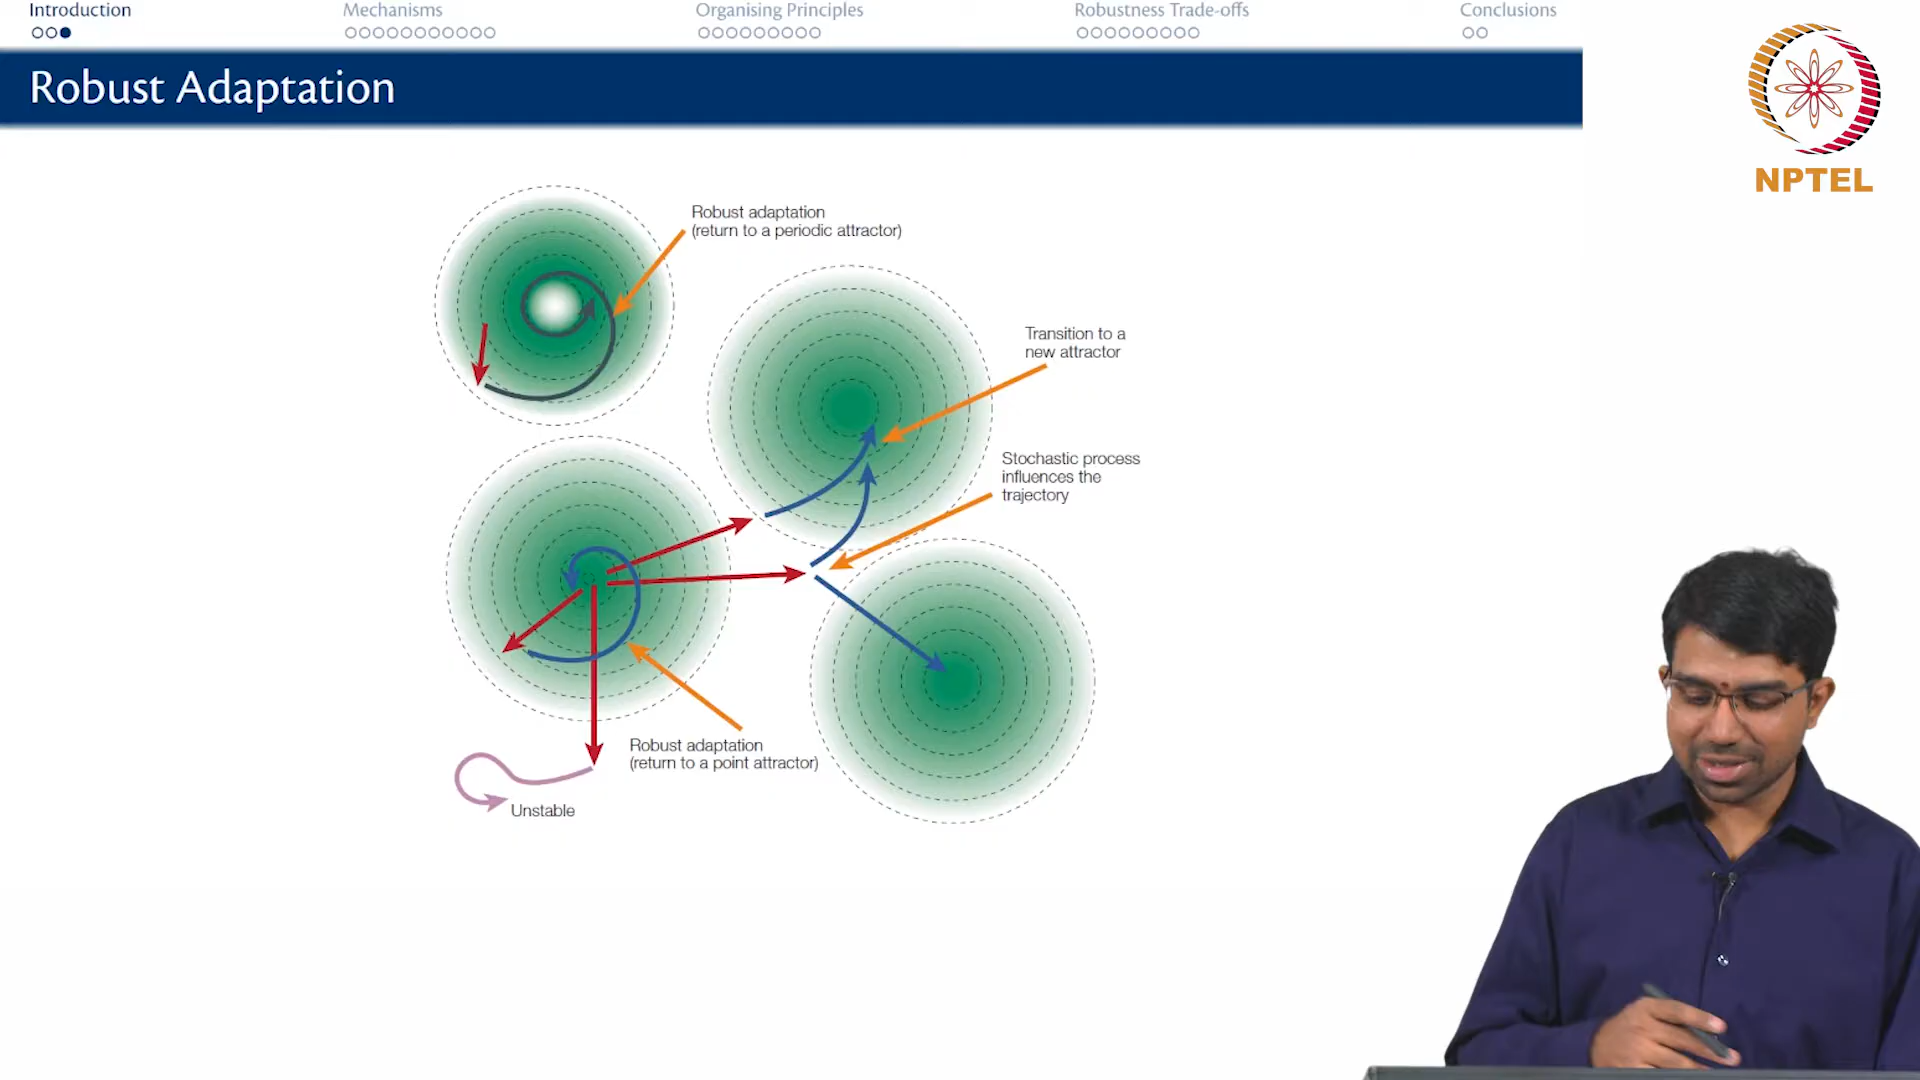 Introduction
Mechanisms
Organising Principles
Robustness Trade-offs
Conclusions
Robust Adaptation
NPTEL
Robust adaptation
(return to a periodic attractor)
Transition to a
new attractor
Stochastic process
influences the
trajectory
Robust adaptation
(return to a point attractor)
Unstable